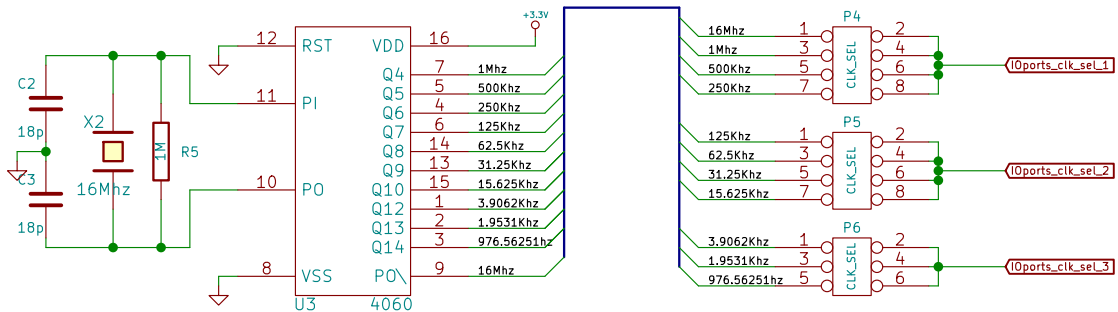 C2
18p
C3
18p
X2
16Mhz
1M
R5
12
11
10
8
RST
PI
PO
VSS
U3
4060
VDD
Q4
Q5
Q6
Q7
Q8
Q9
Q10
Q12
Q13
Q14
PO\
16
7
5
4
6
14
13
15
1
2
3
9
+3.3V
1Mhz
500Khz
250Khz
125Khz
62.5Khz
31.25Khz
15.625Khz
3.9062Khz
1.9531Khz
976.56251hz
16Mhz
P4
16Mhz 1 2
1Mhz 3 4
500Khz 5 6
250Khz 7 8
CLK_SEL
IOports_clk_sel_1
P5
125Khz 1 2
62.5Khz 3 4
31.25Khz 5 6
15.625Khz 7 8
CLK_SEL
IOports_clk_sel_2
P6
3.9062Khz 1 2
1.9531Khz 3 4
976.56251hz 5 6
CLK_SEL
IOports_clk_sel_3